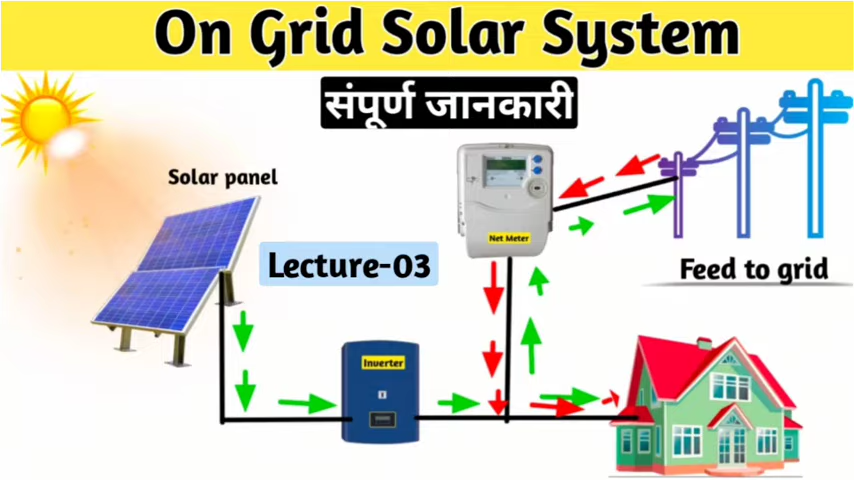 On Grid Solar System
संपूर्ण जानकारी
Solar panel
Net Meter
Lecture-03
Feed to grid
Inverter